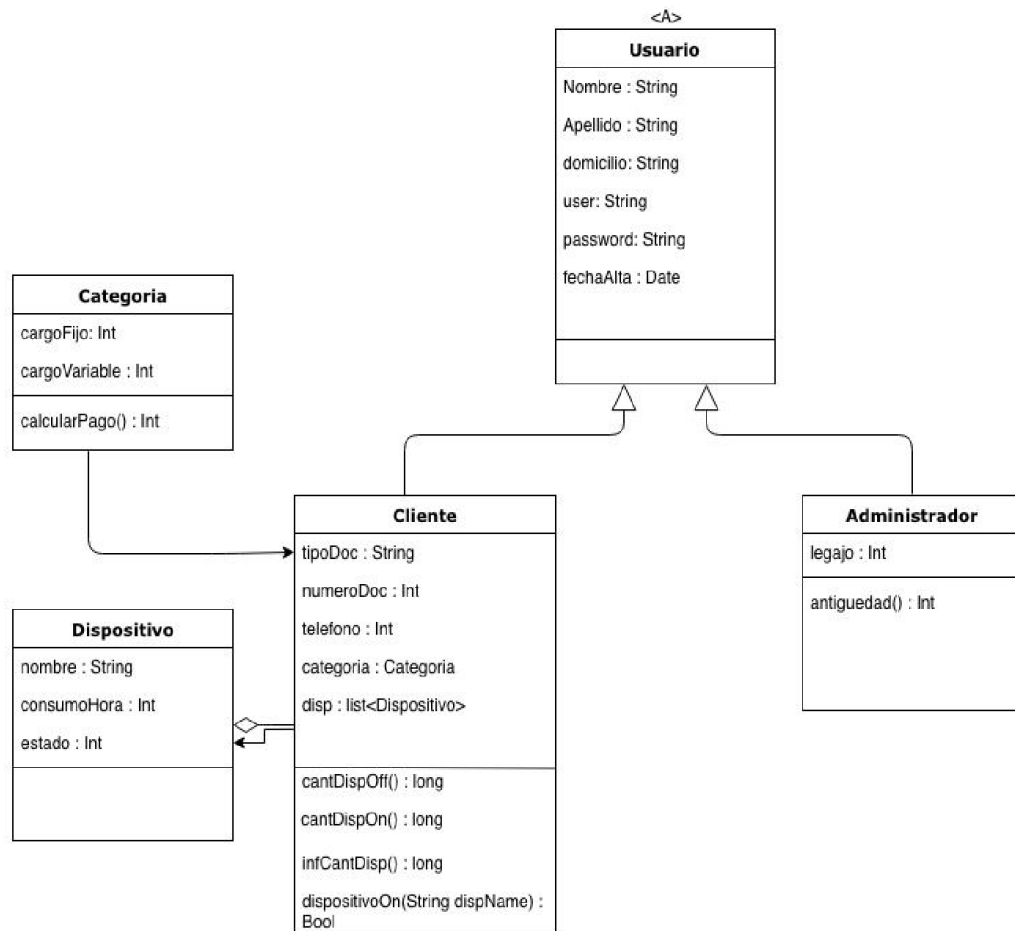 <A>
Usuario
Nombre : String
Apellido : String
domicilio: String
user: String
password: String
fechaAlta : Date
Categoria
cargoFijo: Int
cargoVariable : Int
calcularPago() : Int
Cliente
tipoDoc : String
numeroDoc : Int
telefono : Int
categoria : Categoria
disp : list<Dispositivo>
cantDispOff() : long
cantDispOn() : long
infCantDisp() : long
dispositivoOn(String dispName) :
Bool
Administrador
legajo : Int
antiguedad() : Int
Dispositivo
nombre : String
consumoHora : Int
estado : Int